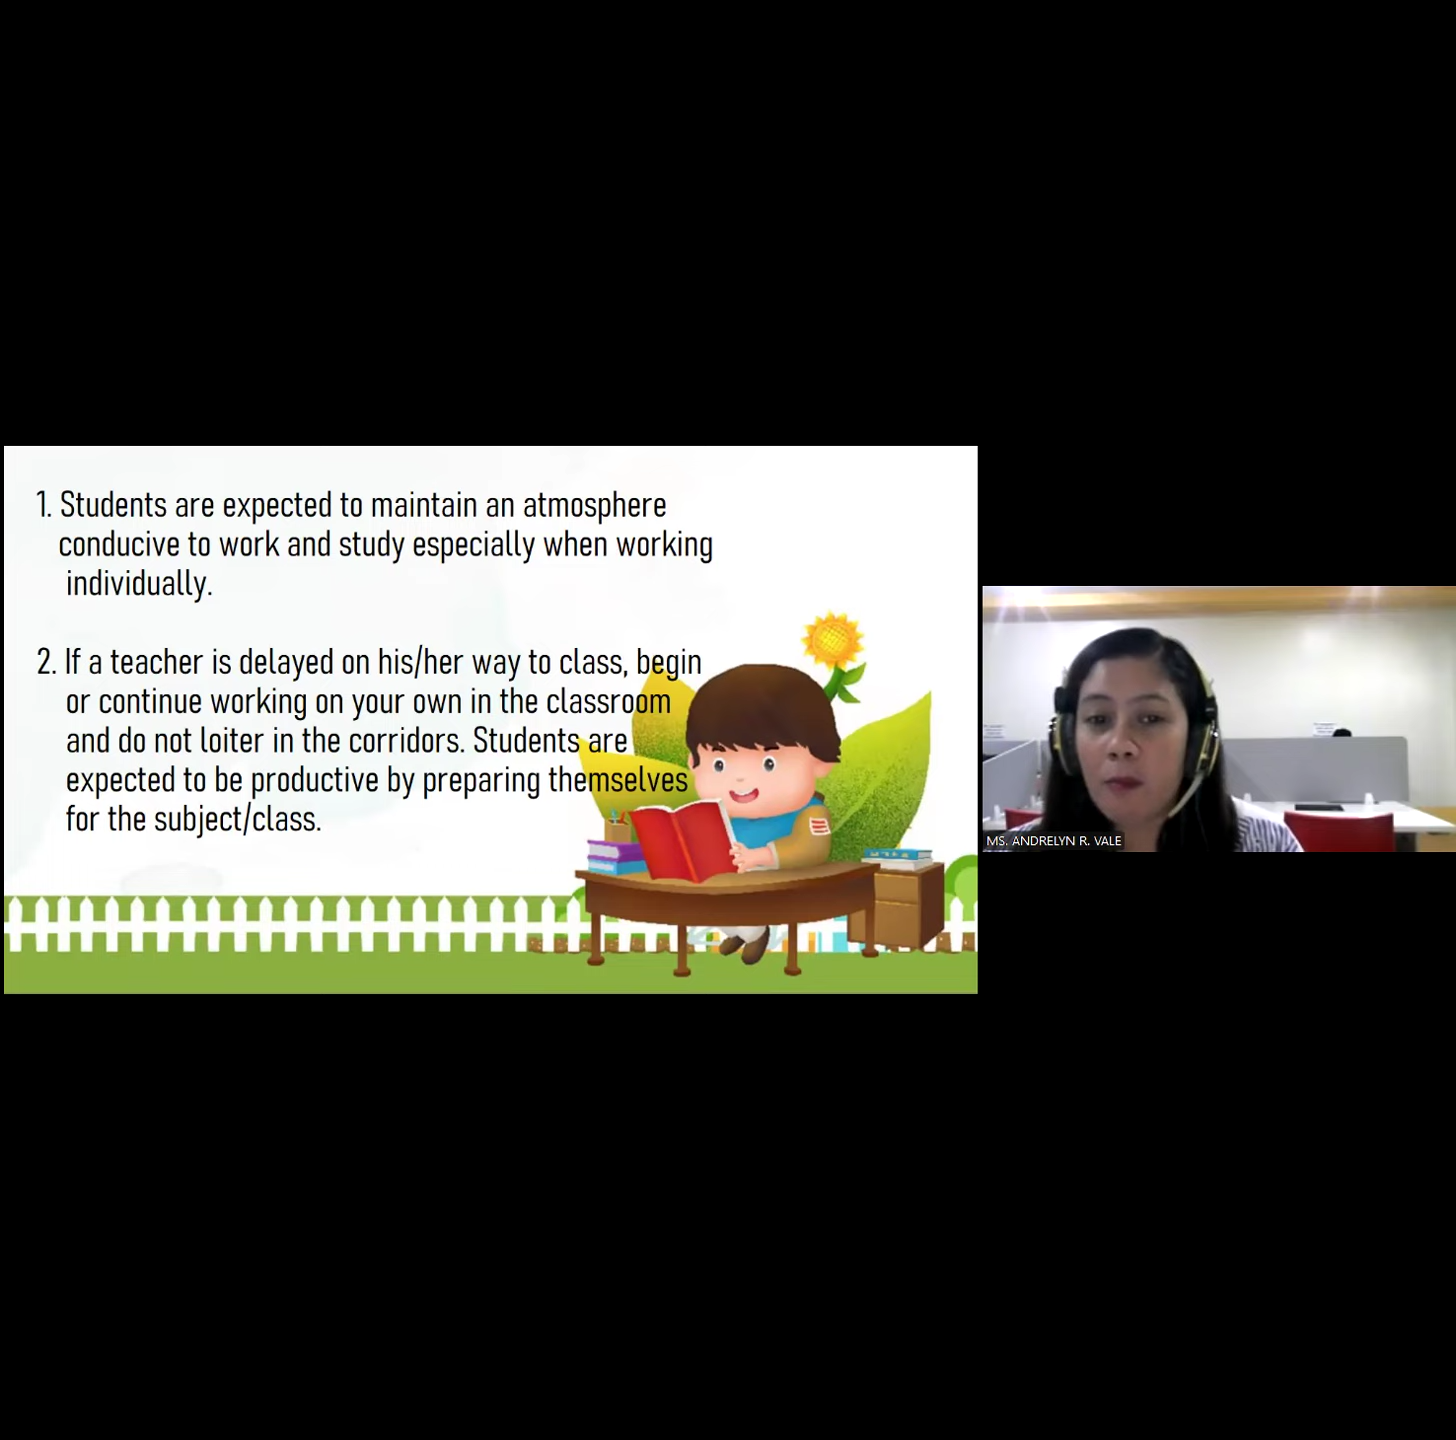 1. Students are expected to maintain an atmosphere
conducive to work and study especially when working
individually.
2. If a teacher is delayed on his/her way to class, begin
or continue working on your own in the classroom
and do not loiter in the corridors. Students are
expected to be productive by preparing themselves
for the subject/class.
MS. ANDRELYN R. VALE